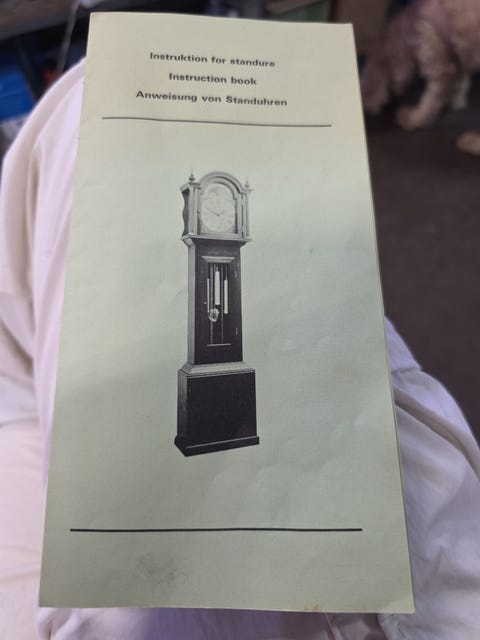 Instruktion for standure
Instruction book
Anweisung von Standuhren